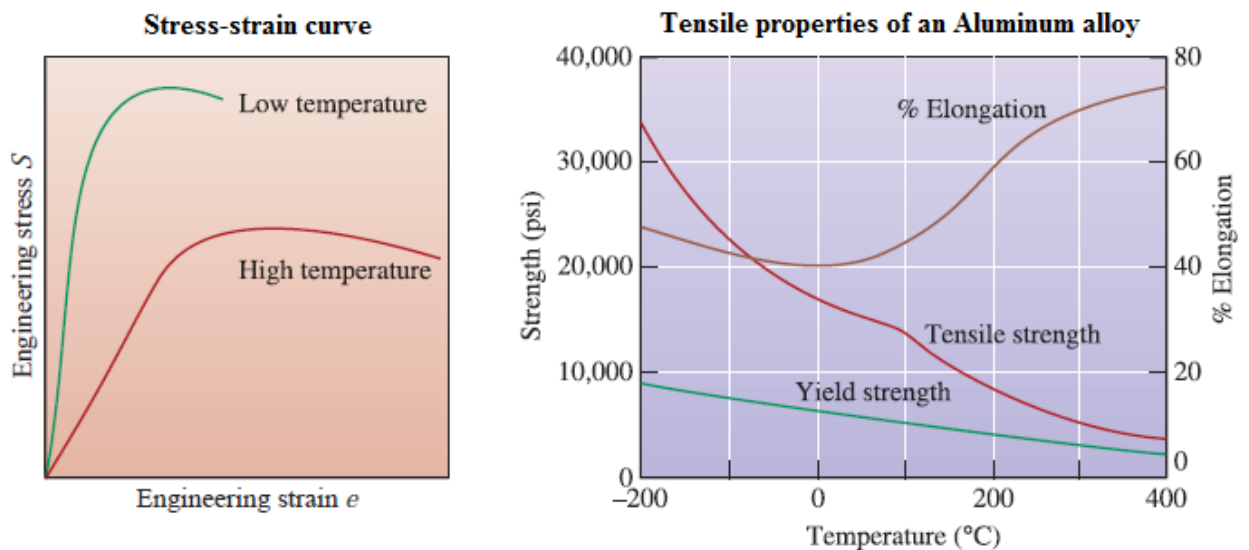 Stress-strain curve
Engineering stress S
Low temperature
High temperature
Engineering strain e
Tensile properties of an Aluminum alloy
Strength (psi)
40,000
30,000
20,000
10,000
0
% Elongation
Tensile strength
Yield strength
80
60
40
20
0
% Elongation
–200
0
200
400
Temperature (°C)